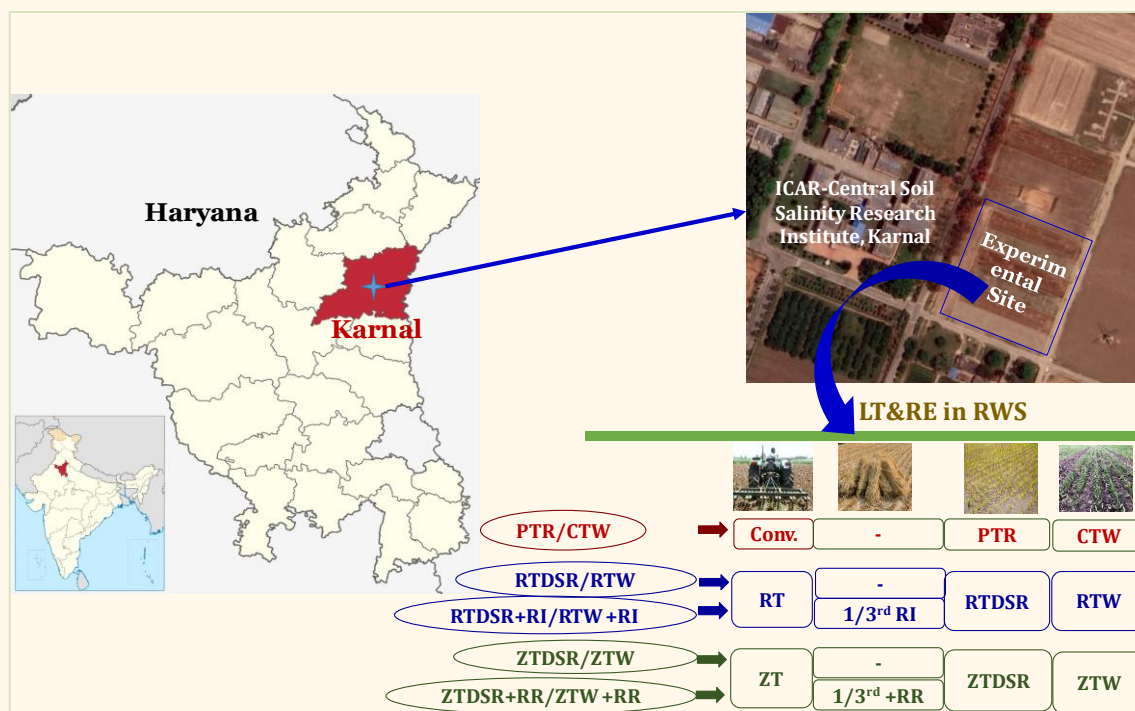 Haryana
Karnal
ICAR-Central Soil
Salinity Research
Institute, Karnal
Experim
ental
Site
LT&RE in RWS
PTR/CTW
Conv.
-
PTR
CTW
RTDSR/RTW
RTDSR+RI/RTW +RI
RT
-
1/3rd RI
RTDSR
RTW
ZTDSR/ZTW
ZTDSR+RR/ZTW +RR
ZT
-
1/3rd +RR
ZTDSR
ZTW